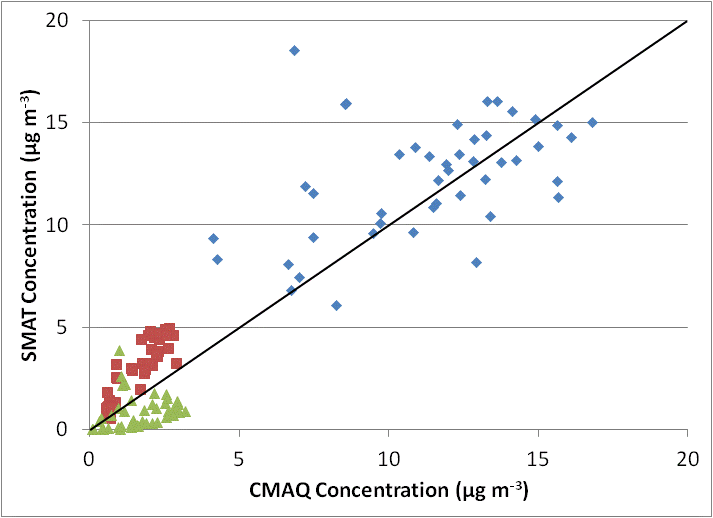 20
15
10
5
0
SMAT Concentration (µg m⁻³)
0 5 10 15 20
CMAQ Concentration (µg m⁻³)